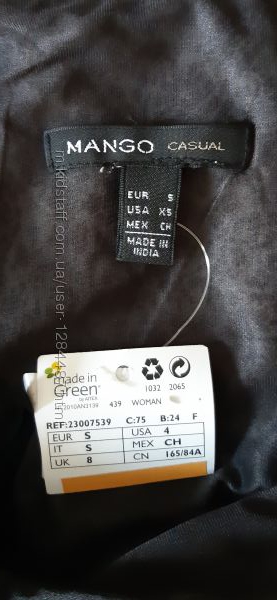 MANGO CASUAL
EUR S
USA XS
MEX CH
MADE IN
INDIA
made in
Green
1032 2065
2010AN3139 439 WOMAN
REF:23007539 C:75 B:24 F
EUR S USA 4
IT S MEX CH
UK 8 CN 165/84A